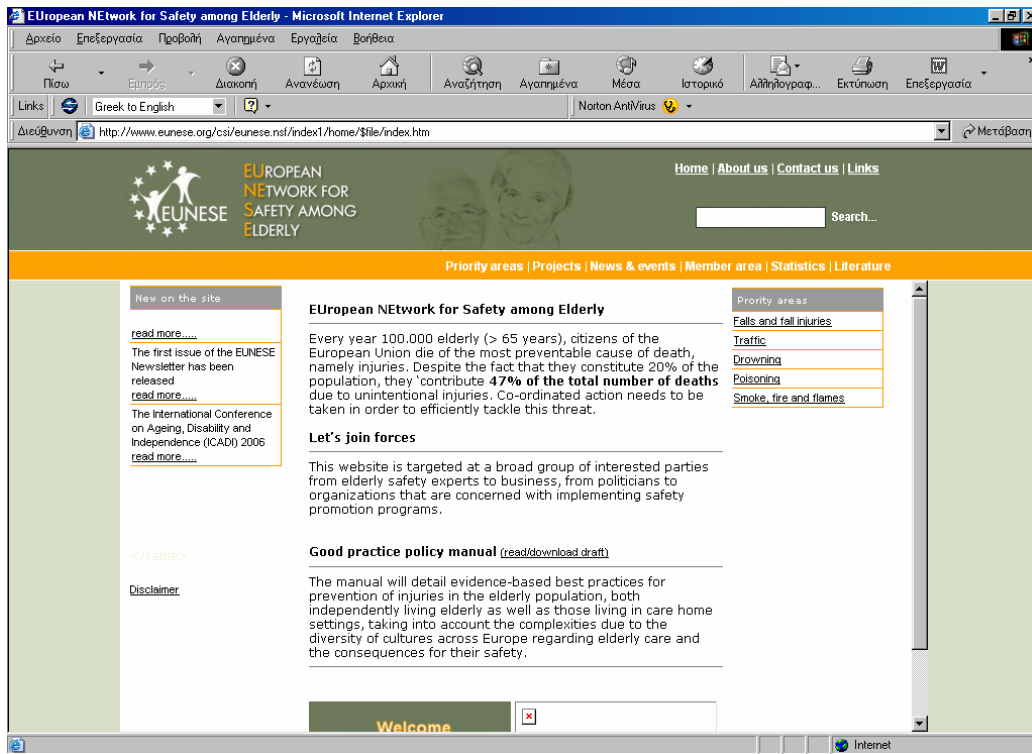 EUropean NEtwork for Safety among Elderly - Microsoft Internet Explorer
Αρχείο Επεξεργασία Προβολή Αγαπημένα Εργαλεία Βοήθεια
Πίσω Εμπρός Διακοπή Ανανέωση Αρχική Αναζήτηση Αγαπημένα Μέσα Ιστορικό Αλληλογραφ... Εκτύπωση Επεξεργασία
Links Greek to English Norton AntiVirus
Διεύθυνση http://www.eunese.org/csi/eunese.nsf/index1/home/$file/index.htm Μετάβαση
EUNESE
EUROPEAN
NETWORK FOR
SAFETY AMONG
ELDERLY
Home | About us | Contact us | Links
Search...
Priority areas | Projects | News & events | Member area | Statistics | Literature
New on the site
read more.....
The first issue of the EUNESE
Newsletter has been
released
read more.....
The International Conference
on Ageing, Disability and
Independence (ICADI) 2006
read more.....
</table>
Disclaimer
EUropean NEtwork for Safety among Elderly
Every year 100.000 elderly (> 65 years), citizens of the
European Union die of the most preventable cause of death,
namely injuries. Despite the fact that they constitute 20% of the
population, they `contribute 47% of the total number of deaths
due to unintentional injuries. Co-ordinated action needs to be
taken in order to efficiently tackle this threat.
Let's join forces
This website is targeted at a broad group of interested parties
from elderly safety experts to business, from politicians to
organizations that are concerned with implementing safety
promotion programs.
Good practice policy manual (read/download draft)
The manual will detail evidence-based best practices for
prevention of injuries in the elderly population, both
independently living elderly as well as those living in care home
settings, taking into account the complexities due to the
diversity of cultures across Europe regarding elderly care and
the consequences for their safety.
Welcome
Prority areas
Falls and fall injuries
Traffic
Drowning
Poisoning
Smoke, fire and flames
Internet